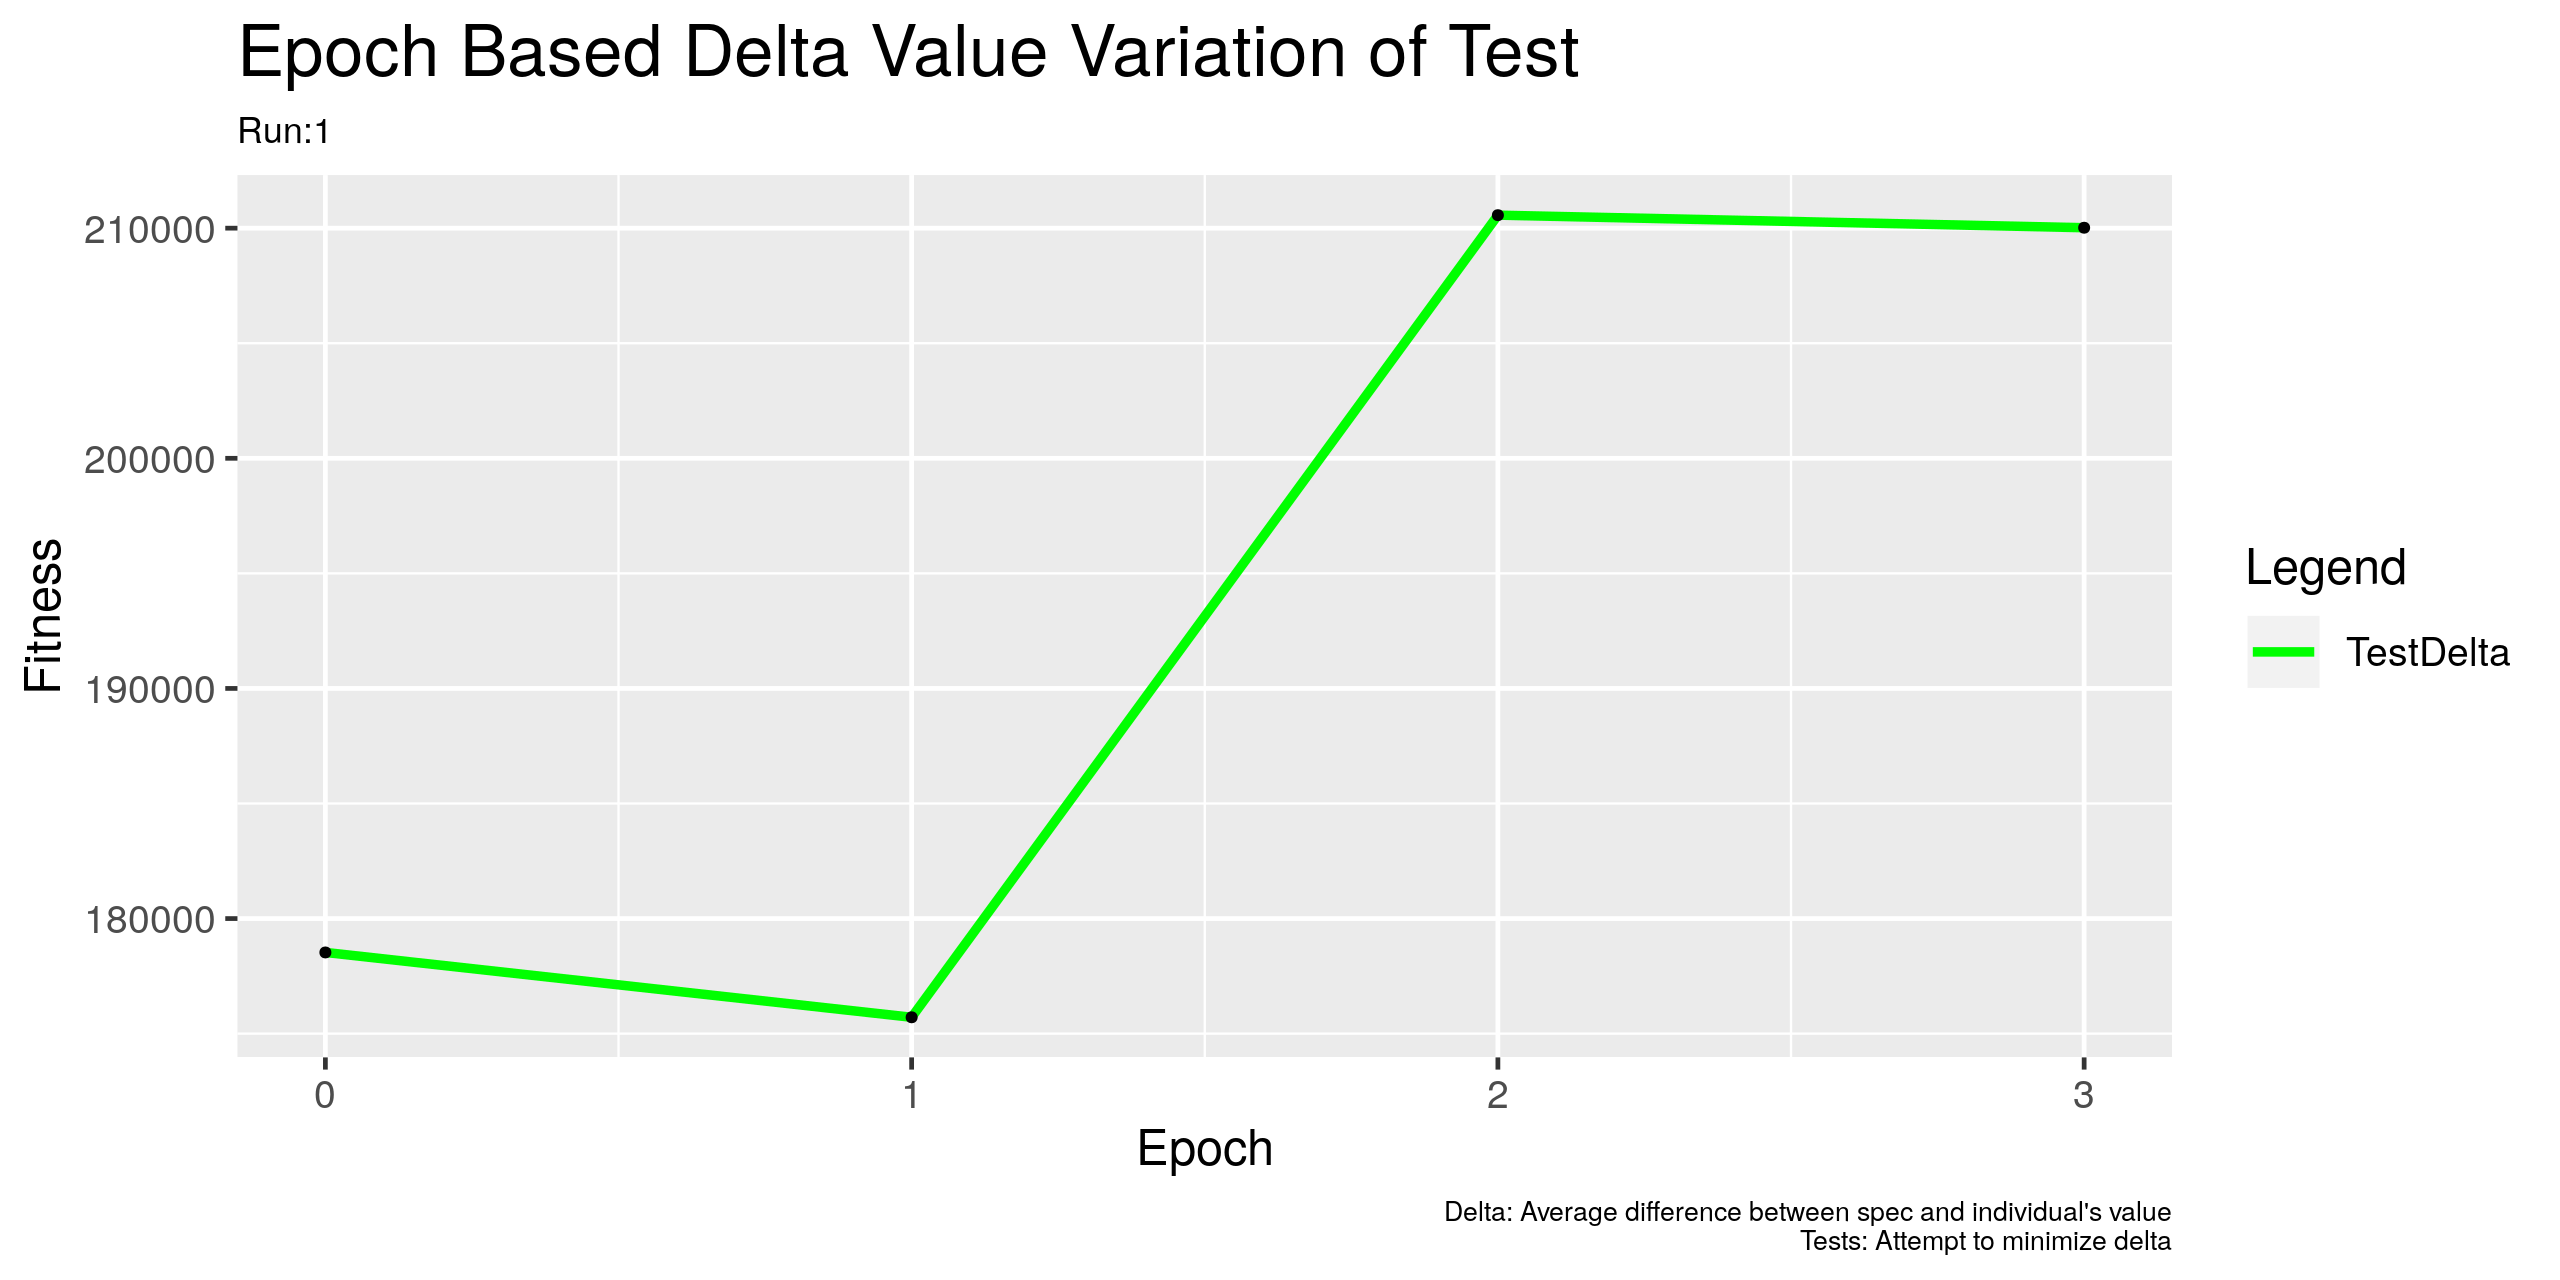 Epoch Based Delta Value Variation of Test
Run:1
210000
200000
190000
180000
Fitness
0 1 2 3
Epoch
Legend
TestDelta
Delta: Average difference between spec and individual's value
Tests: Attempt to minimize delta